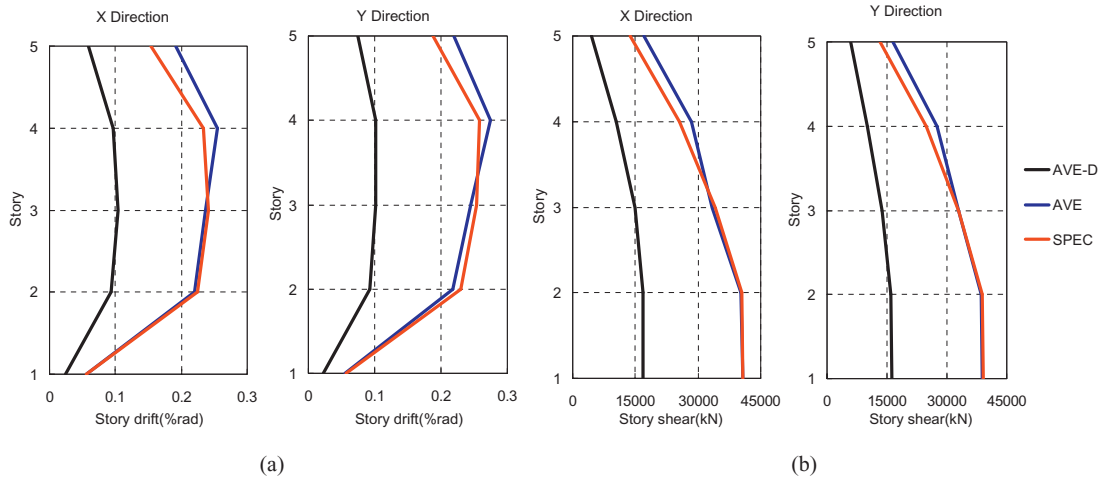 X Direction
5
4
3
2
1
Story
0
0.1
0.2
0.3
Story drift(%rad)
Y Direction
5
4
3
2
1
0
0.1
0.2
0.3
Story drift(%rad)
(a)
X Direction
5
4
3
2
1
Story
0
15000
30000
45000
Story shear(kN)
Y Direction
5
4
3
2
1
0
15000
30000
45000
Story shear(kN)
(b)
AVE-D
AVE
SPEC